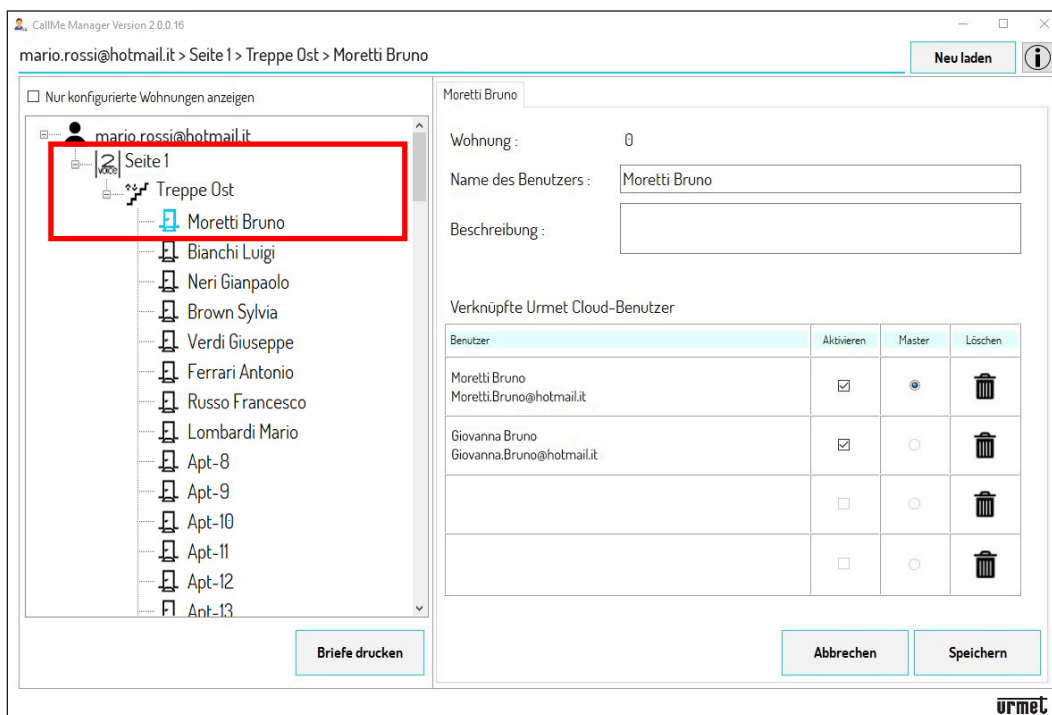 CallMe Manager Version 2.0.0.16
mario.rossi@hotmail.it > Seite 1 > Treppe Ost > Moretti Bruno
Neu laden
Nur konfigurierte Wohnungen anzeigen
mario.rossi@hotmail.it
2 VOICE Seite 1
Treppe Ost
Moretti Bruno
Bianchi Luigi
Neri Gianpaolo
Brown Sylvia
Verdi Giuseppe
Ferrari Antonio
Russo Francesco
Lombardi Mario
Apt-8
Apt-9
Apt-10
Apt-11
Apt-12
Apt-13
Briefe drucken
Moretti Bruno
Wohnung : 0
Name des Benutzers : Moretti Bruno
Beschreibung :
Verknüpfte Urmet Cloud-Benutzer
Benutzer Aktivieren Master Löschen
Moretti Bruno
Moretti.Bruno@hotmail.it
Giovanna Bruno
Giovanna.Bruno@hotmail.it
Abbrechen Speichern
urmet